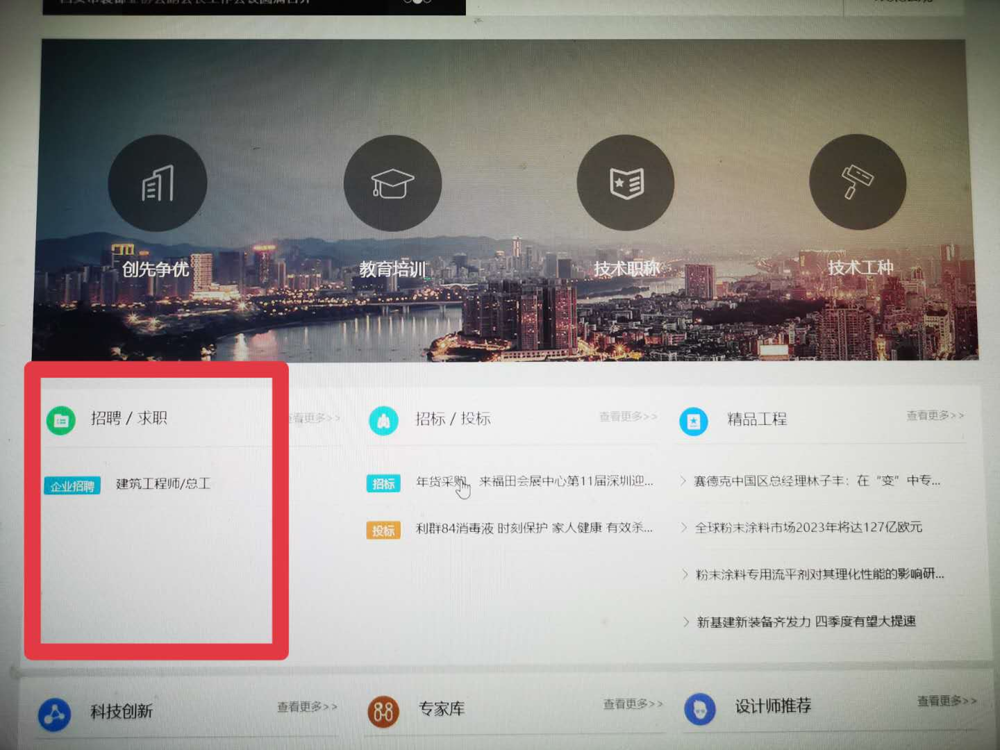 创先争优
教育培训
技术职称
技术工种
招聘 / 求职
查看更多>>
企业招聘
建筑工程师/总工
招标 / 投标
查看更多>>
招标
年货采购 来福田会展中心第11届深圳迎...
投标
利群84消毒液 时刻保护 家人健康 有效杀...
精品工程
查看更多>>
赛德克中国区总经理林子丰：在“变”中专...
全球粉末涂料市场2023年将达127亿欧元
粉末涂料专用流平剂对其理化性能的影响研...
新基建新装备齐发力 四季度有望大提速
科技创新
查看更多>>
专家库
查看更多>>
设计师推荐
查看更多>>